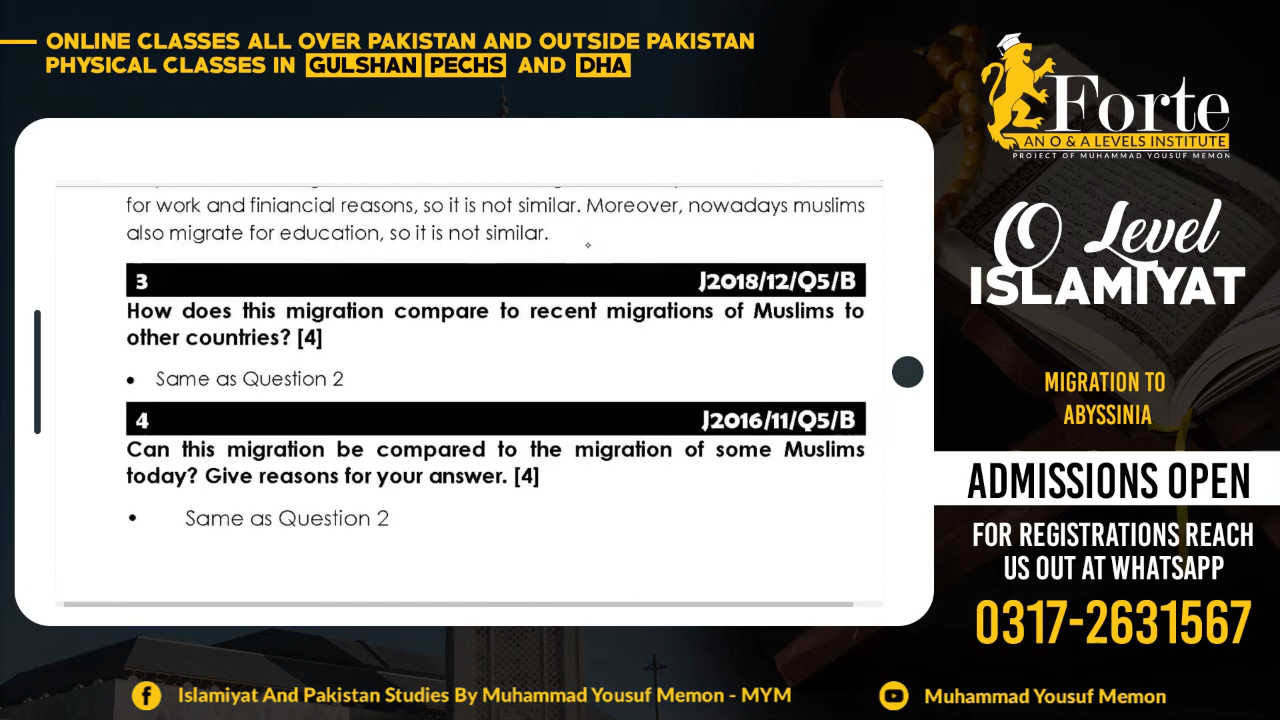 ONLINE CLASSES ALL OVER PAKISTAN AND OUTSIDE PAKISTAN
PHYSICAL CLASSES IN GULSHAN PECHS AND DHA
for work and finiancial reasons, so it is not similar. Moreover, nowadays muslims
also migrate for education, so it is not similar.
3 J2018/12/Q5/B
How does this migration compare to recent migrations of Muslims to
other countries? [4]
• Same as Question 2
4 J2016/11/Q5/B
Can this migration be compared to the migration of some Muslims
today? Give reasons for your answer. [4]
• Same as Question 2
Forte
AN O & A LEVELS INSTITUTE
PROJECT OF MUHAMMAD YOUSUF MEMON
O Level
ISLAMIYAT
MIGRATION TO
ABYSSINIA
ADMISSIONS OPEN
FOR REGISTRATIONS REACH
US OUT AT WHATSAPP
0317-2631567
Islamiyat And Pakistan Studies By Muhammad Yousuf Memon - MYM
Muhammad Yousuf Memon